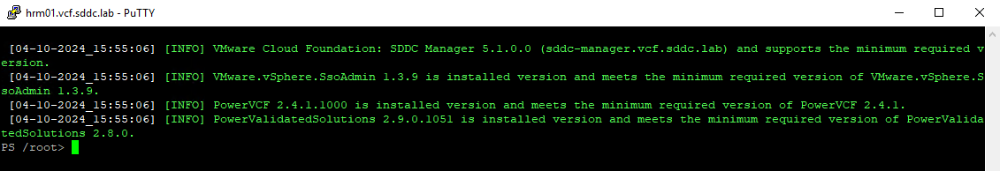 hrm01.vcf.sddc.lab - PuTTY
[04-10-2024_15:55:06] [INFO] VMware Cloud Foundation: SDDC Manager 5.1.0.0 (sddc-manager.vcf.sddc.lab) and supports the minimum required v
ersion.
[04-10-2024_15:55:06] [INFO] VMware.vSphere.SsoAdmin 1.3.9 is installed version and meets the minimum required version of VMware.vSphere.S
soAdmin 1.3.9.
[04-10-2024_15:55:06] [INFO] PowerVCF 2.4.1.1000 is installed version and meets the minimum required version of PowerVCF 2.4.1.
[04-10-2024_15:55:06] [INFO] PowerValidatedSolutions 2.9.0.1051 is installed version and meets the minimum required version of PowerValida
tedSolutions 2.8.0.
PS /root>